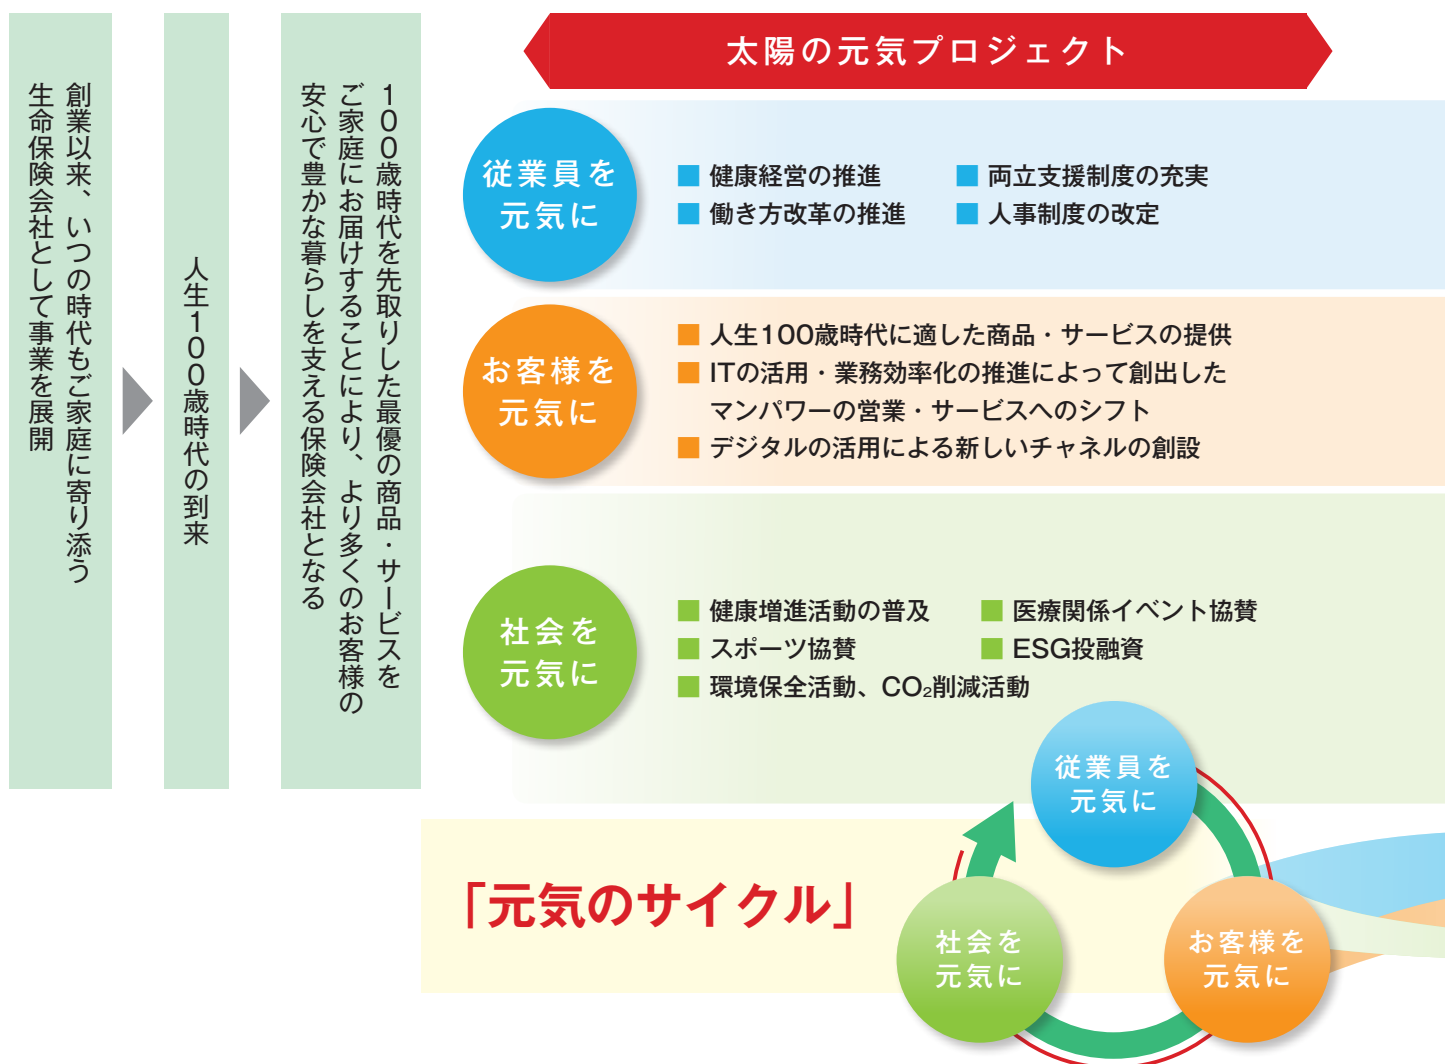 創業以来、いつの時代もご家庭に寄り添う
生命保険会社として事業を展開
人生100歳時代の到来
100歳時代を先取りした最優の商品・サービスを
ご家庭にお届けすることにより、より多くのお客様の
安心で豊かな暮らしを支える保険会社となる
太陽の元気プロジェクト
従業員を
元気に
■ 健康経営の推進 ■ 両立支援制度の充実
■ 働き方改革の推進 ■ 人事制度の改定
お客様を
元気に
■ 人生100歳時代に適した商品・サービスの提供
■ ITの活用・業務効率化の推進によって創出した
マンパワーの営業・サービスへのシフト
■ デジタルの活用による新しいチャネルの創設
社会を
元気に
■ 健康増進活動の普及 ■ 医療関係イベント協賛
■ スポーツ協賛 ■ ESG投融資
■ 環境保全活動、CO₂削減活動
「元気のサイクル」
従業員を
元気に
お客様を
元気に
社会を
元気に